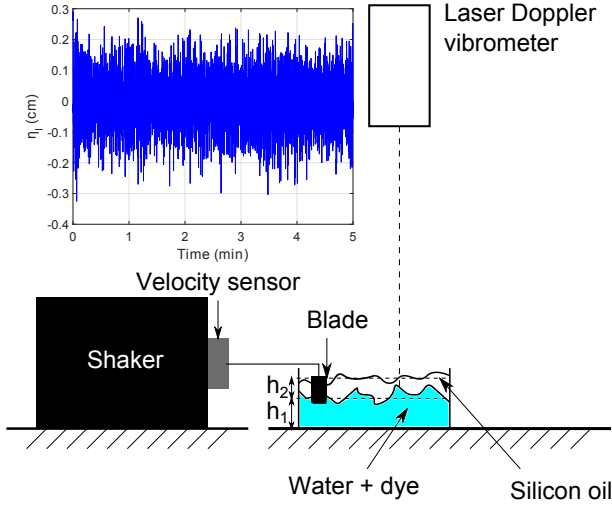 0.3
0.2
0.1
0
-0.1
-0.2
-0.3
-0.4
η_I (cm)
0 1 2 3 4 5
Time (min)
Laser Doppler
vibrometer
Velocity sensor
Shaker
Blade
h₂
h₁
Water + dye
Silicon oil